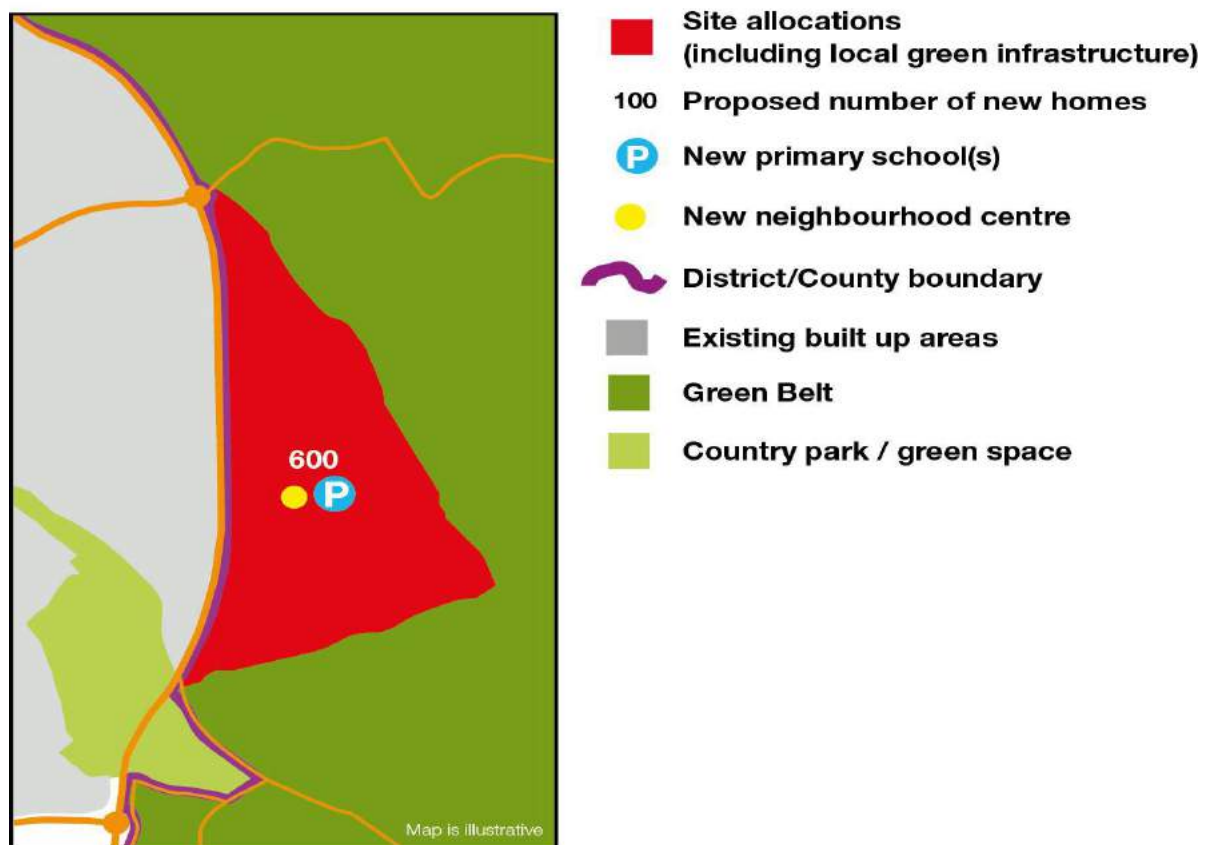 600
P
Map is illustrative
Site allocations
(including local green infrastructure)
100 Proposed number of new homes
P New primary school(s)
New neighbourhood centre
District/County boundary
Existing built up areas
Green Belt
Country park / green space